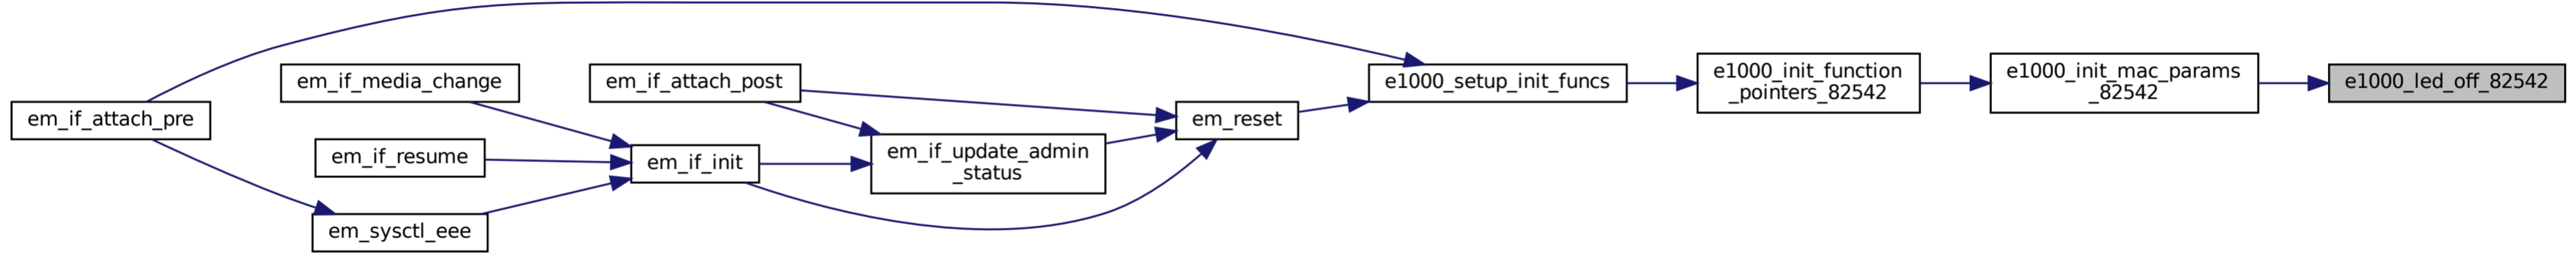 em_if_attach_pre
em_if_media_change
em_if_resume
em_sysctl_eee
em_if_attach_post
em_if_init
em_if_update_admin
_status
em_reset
e1000_setup_init_funcs
e1000_init_function
_pointers_82542
e1000_init_mac_params
_82542
e1000_led_off_82542